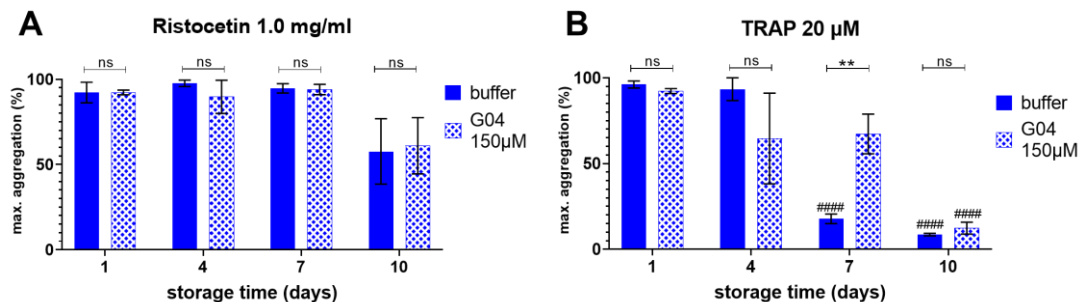 A
Ristocetin 1.0 mg/ml
ns
ns
ns
ns
max. aggregation (%)
100
50
0
1
4
7
10
storage time (days)
buffer
G04
150µM
B
TRAP 20 µM
ns
ns
**
ns
max. aggregation (%)
100
50
0
####
####
####
1
4
7
10
storage time (days)
buffer
G04
150µM